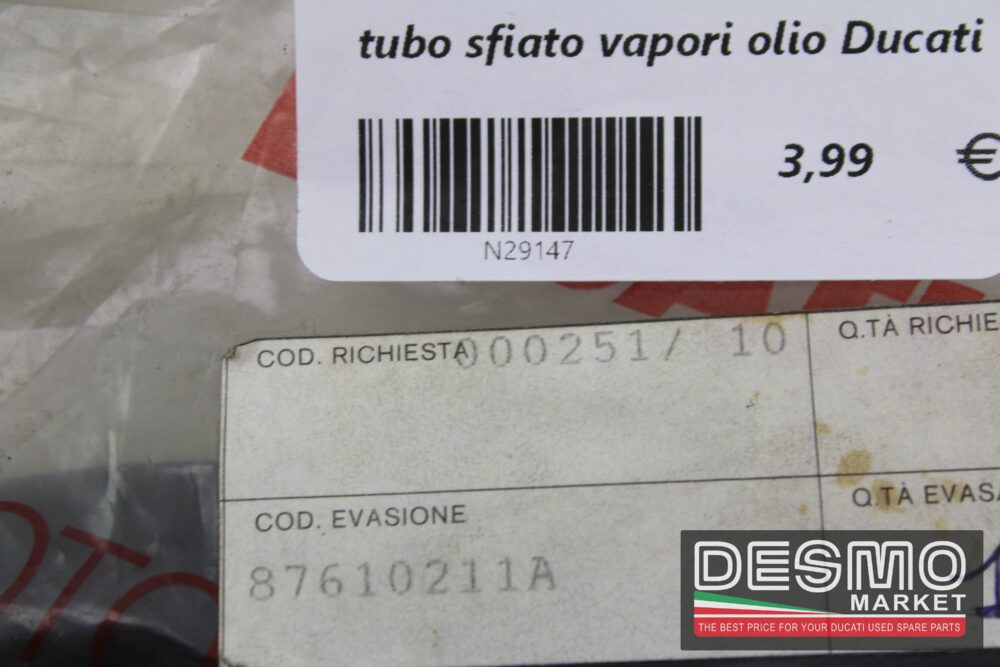 tubo sfiato vapori olio Ducati
3,99 €
N29147
COD. RICHIESTA 000251/ 10
Q.TÀ RICHIE
COD. EVASIONE
Q.TÀ EVASA
87610211A
OTO
DESMO
MARKET
THE BEST PRICE FOR YOUR DUCATI USED SPARE PARTS